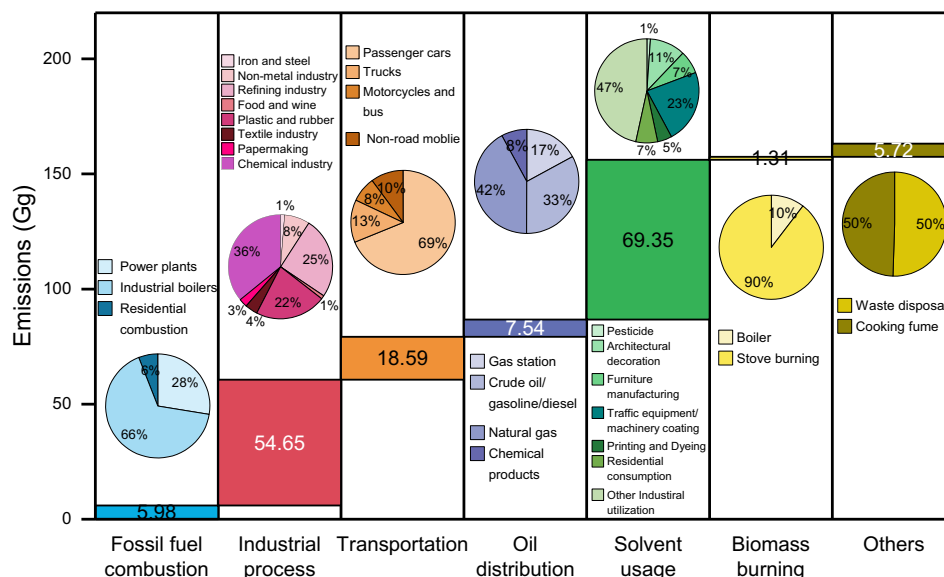 Emissions (Gg)
200
150
100
50
0
Power plants
Industrial boilers
Residential
combustion
6%
28%
66%
5.98
Fossil fuel
combustion
Iron and steel
Non-metal industry
Refining industry
Food and wine
Plastic and rubber
Textile industry
Papermaking
Chemical industry
1%
8%
36%
25%
22%
1%
3%
4%
54.65
Industrial
process
Passenger cars
Trucks
Motorcycles and
bus
Non-road moblie
10%
8%
13%
69%
18.59
Transportation
8%
17%
42%
33%
7.54
Gas station
Crude oil/
gasoline/diesel
Natural gas
Chemical
products
Oil
distribution
1%
11%
7%
47%
23%
7%
5%
69.35
Pesticide
Architectural
decoration
Furniture
manufacturing
Traffic equipment/
machinery coating
Printing and Dyeing
Residential
consumption
Other Industiral
utilization
Solvent
usage
1.31
10%
90%
Boiler
Stove burning
Biomass
burning
5.72
50%
50%
Waste disposa
Cooking fume
Others